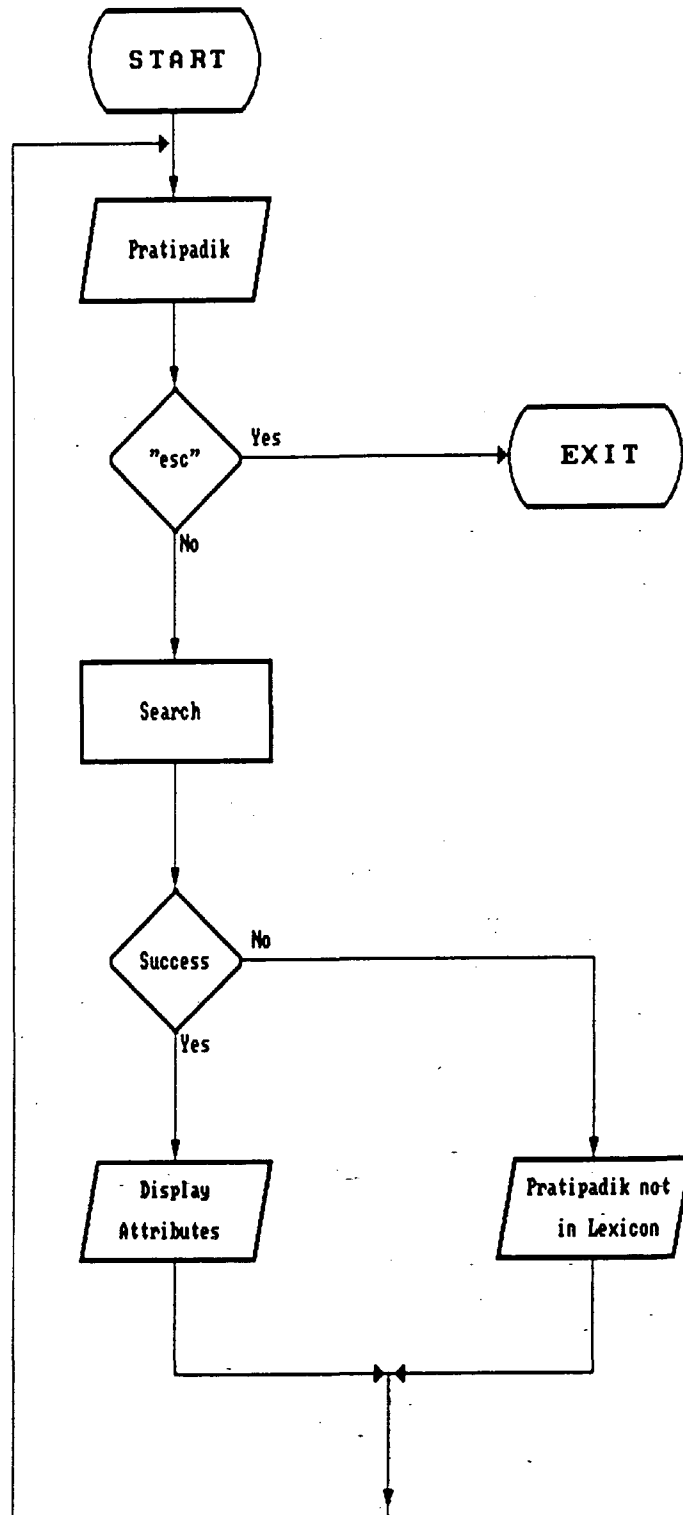 START
Pratipadik
"esc"
Yes
EXIT
No
Search
Success
No
Yes
Display
Attributes
Pratipadik not
in Lexicon